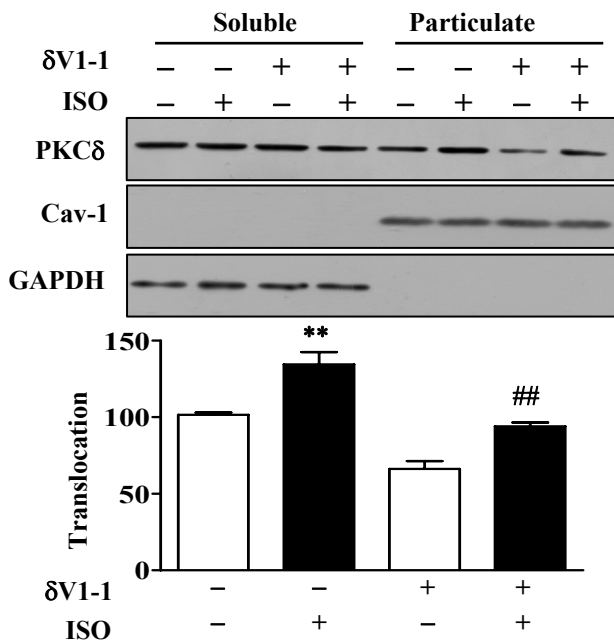 Soluble Particulate
δV1-1 – – + + – – + +
ISO – + – + – + – +
PKCδ
Cav-1
GAPDH
150
**
100
##
50
0
Translocation
δV1-1 – – + +
ISO – + – +